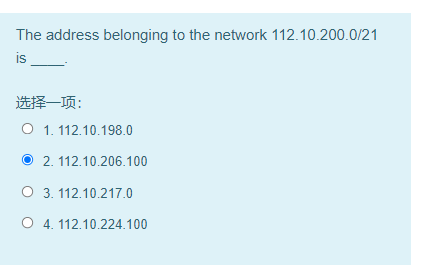 The address belonging to the network 112.10.200.0/21
is ____.
选择一项:
1. 112.10.198.0
2. 112.10.206.100
3. 112.10.217.0
4. 112.10.224.100